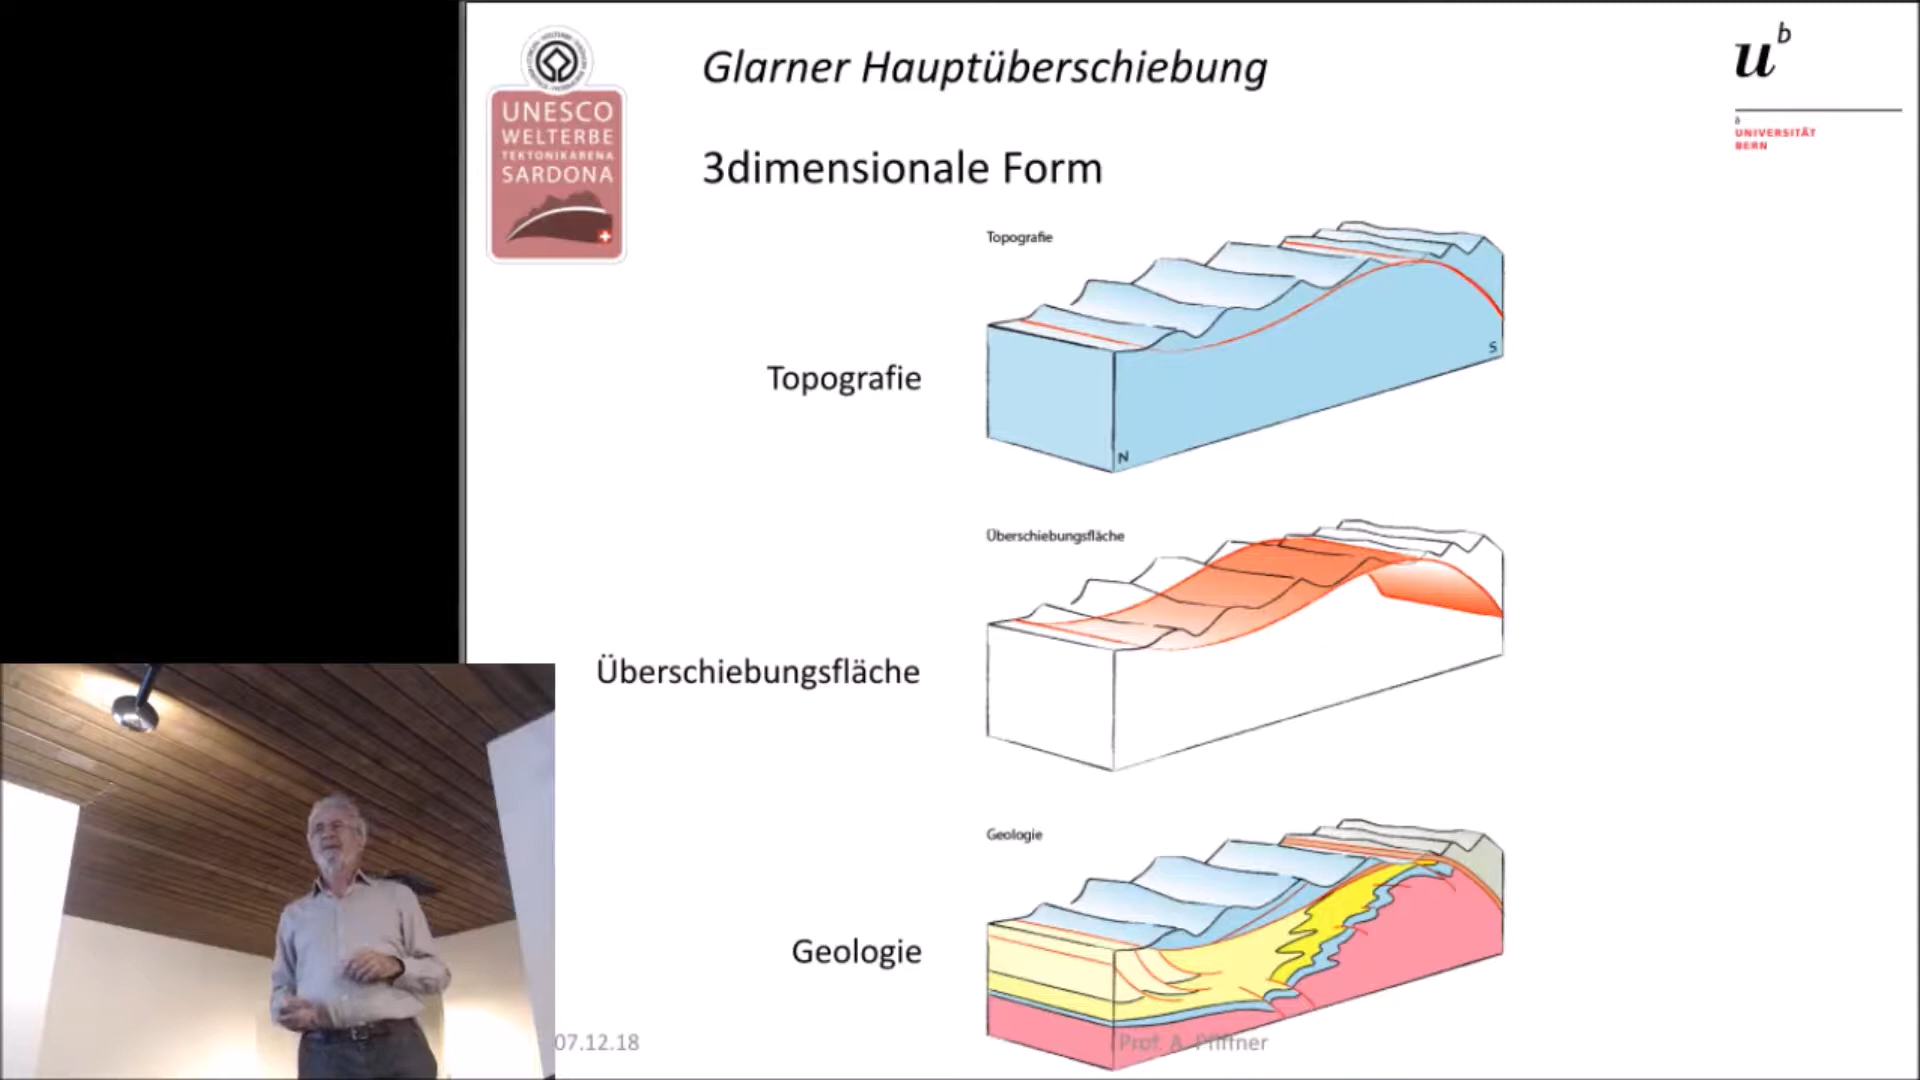 Glarner Hauptüberschiebung
3dimensionale Form
UNESCO
WELTERBE
TEKTONIKARENA
SARDONA
u b
b
UNIVERSITÄT
BERN
Topografie
Topografie
S
N
Überschiebungsfläche
Überschiebungsfläche
Geologie
Geologie
07.12.18
Prof. A. Pfiffner